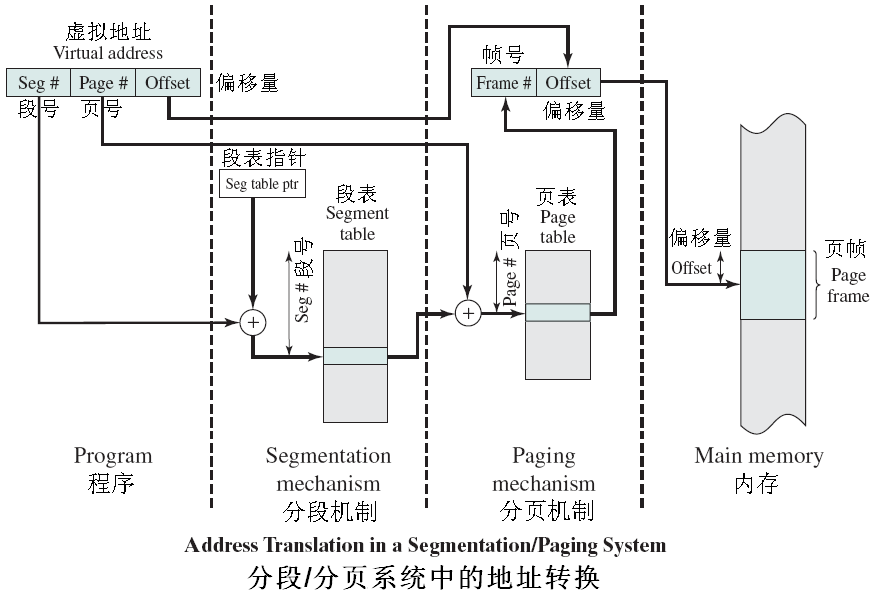 虚拟地址
Virtual address
Seg #
Page #
Offset
偏移量
段号
页号
帧号
Frame #
Offset
偏移量
段表指针
Seg table ptr
段表
Segment
table
Seg # 段号
+
页表
Page
table
Page # 页号
+
偏移量
Offset
页帧
Page
frame
Program
程序
Segmentation
mechanism
分段机制
Paging
mechanism
分页机制
Main memory
内存
Address Translation in a Segmentation/Paging System
分段/分页系统中的地址转换